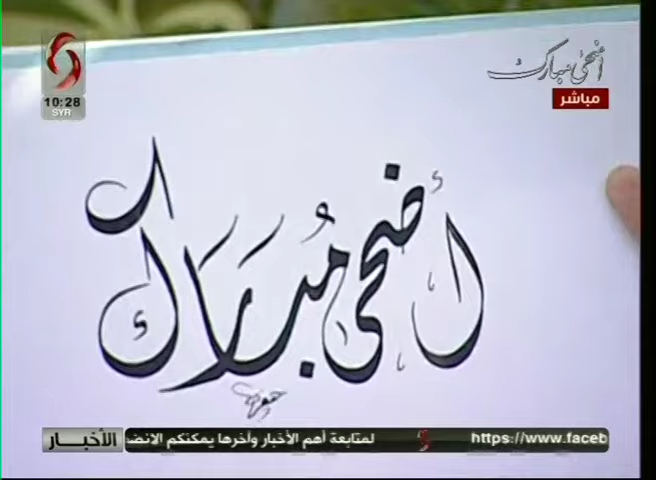 10:28
SYR
أضحى مبارك
مباشر
أضحى مبارك
الأخبار
لمتابعة أهم الأخبار وآخرها يمكنكم الانض
https://www.faceb